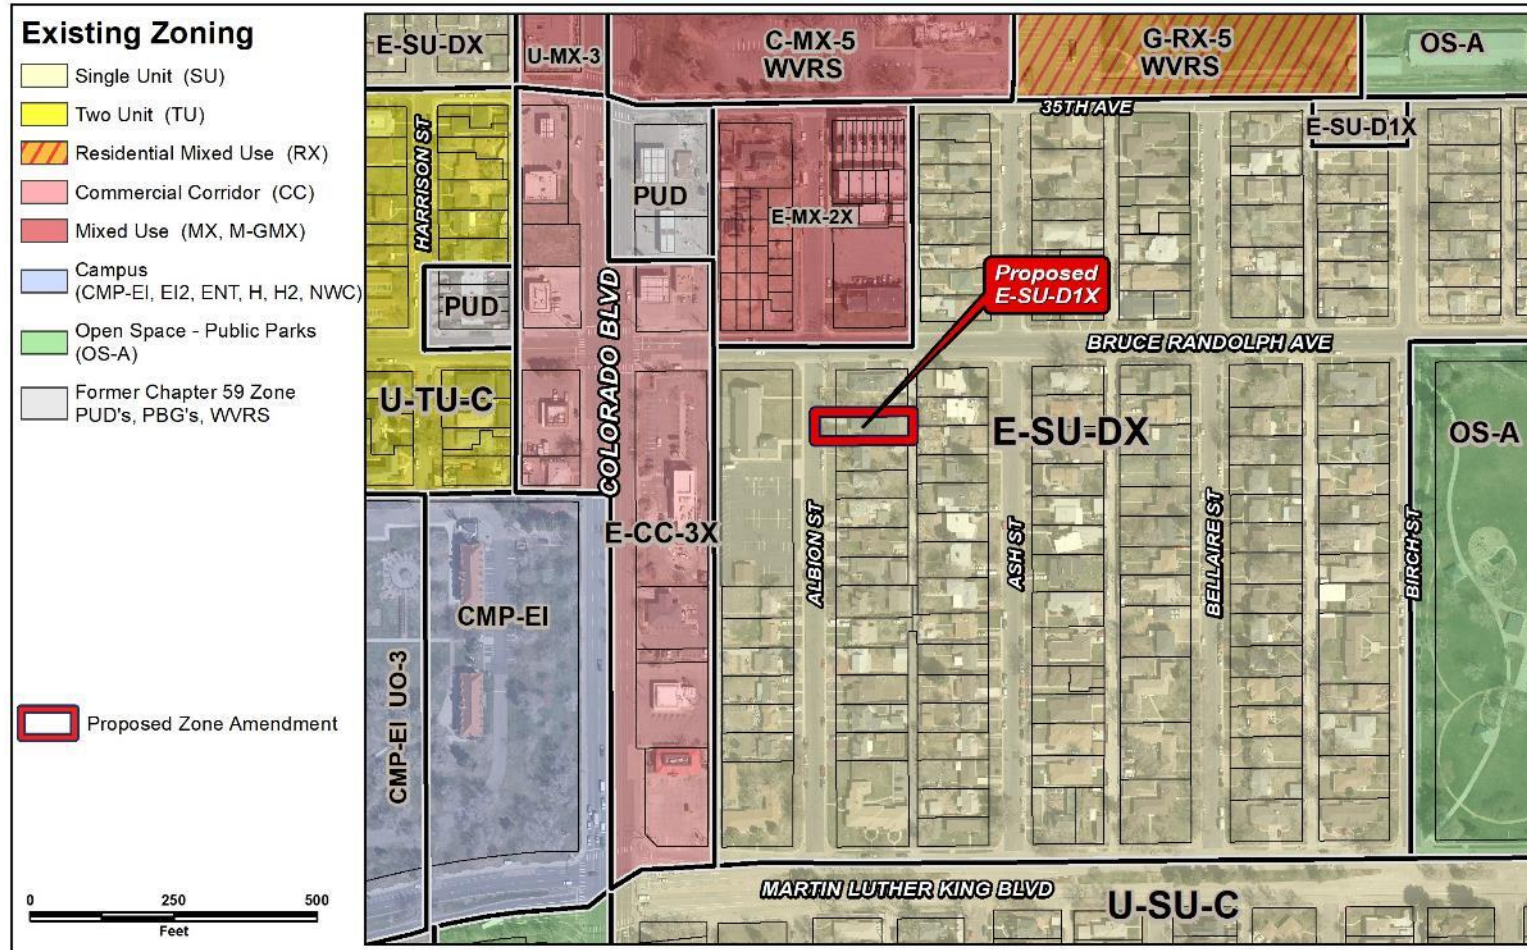 Existing Zoning
Single Unit (SU)
Two Unit (TU)
Residential Mixed Use (RX)
Commercial Corridor (CC)
Mixed Use (MX, M-GMX)
Campus
(CMP-EI, EI2, ENT, H, H2, NWC)
Open Space - Public Parks
(OS-A)
Former Chapter 59 Zone
PUD's, PBG's, WVRS
Proposed Zone Amendment
0 250 500
Feet
E-SU-DX
U-MX-3
C-MX-5
WVRS
G-RX-5
WVRS
OS-A
35TH AVE
E-SU-D1X
HARRISON ST
PUD
E-MX-2X
Proposed
E-SU-D1X
PUD
COLORADO BLVD
BRUCE RANDOLPH AVE
U-TU-C
E-SU-DX
OS-A
E-CC-3X
ALBION ST
ASH ST
BELLAIRE ST
BIRCH ST
CMP-EI
CMP-EI UO-3
MARTIN LUTHER KING BLVD
U-SU-C